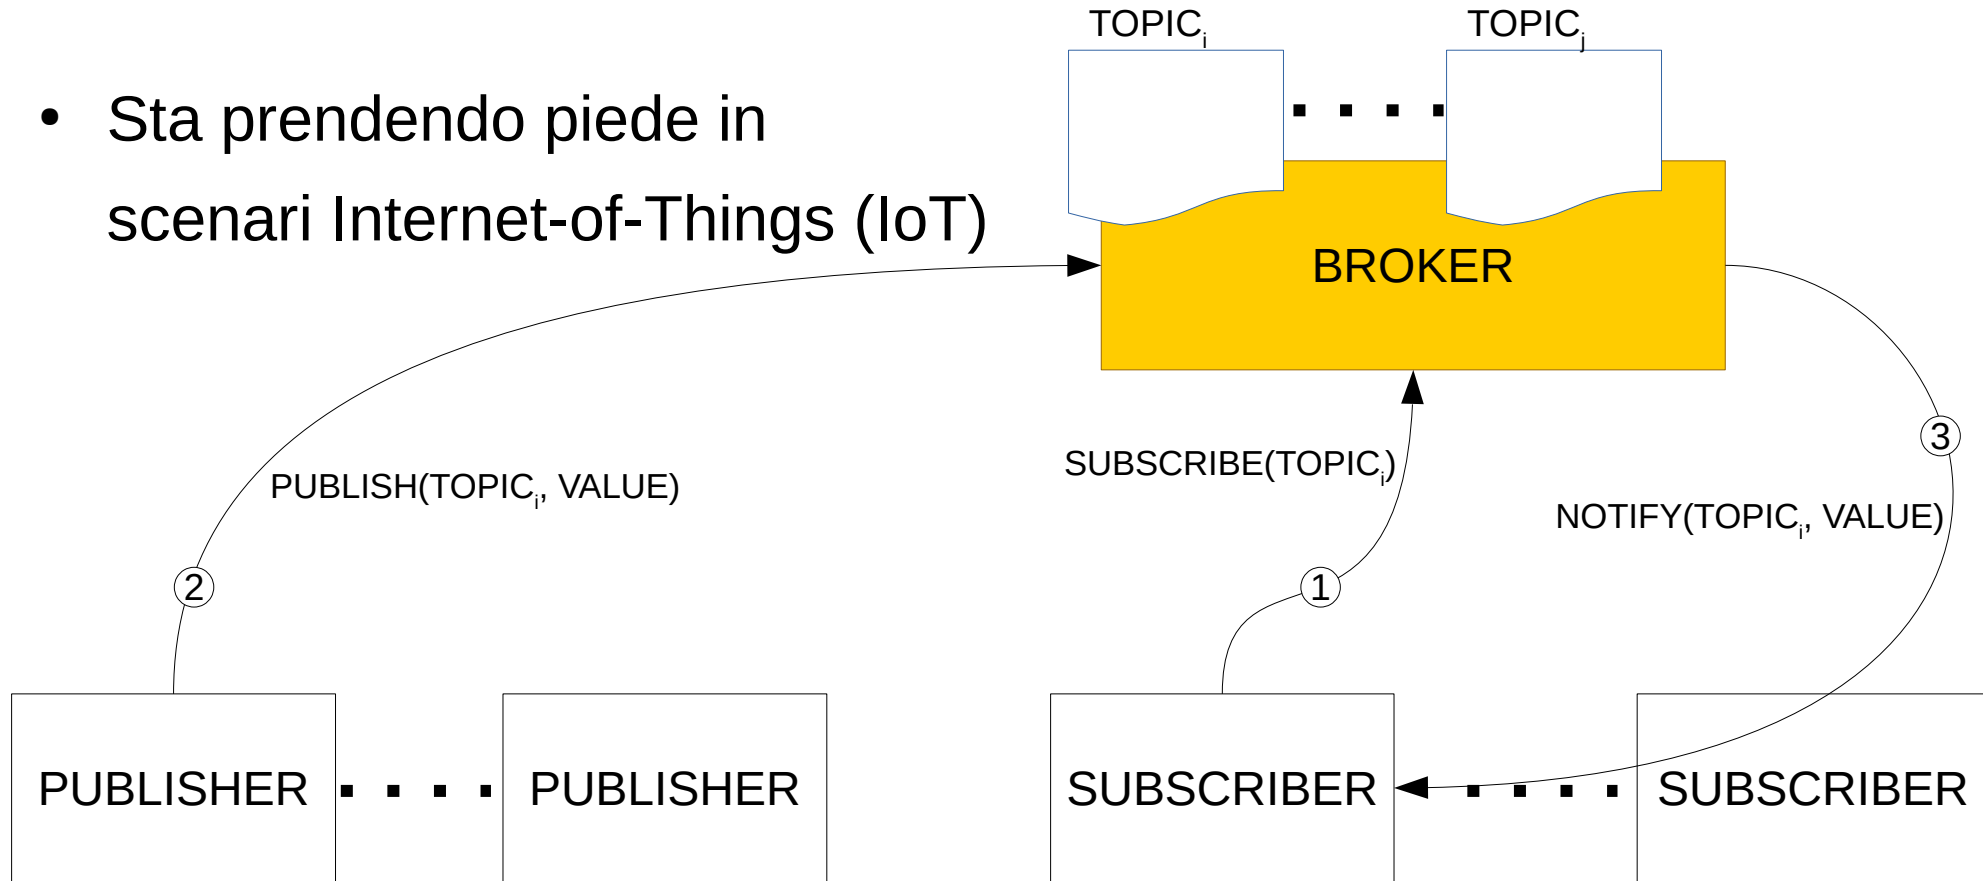 TOPICi
TOPICj
• Sta prendendo piede in
scenari Internet-of-Things (IoT)
BROKER
3
SUBSCRIBE(TOPICi)
PUBLISH(TOPICi, VALUE)
NOTIFY(TOPICi, VALUE)
2
1
PUBLISHER
PUBLISHER
SUBSCRIBER
SUBSCRIBER